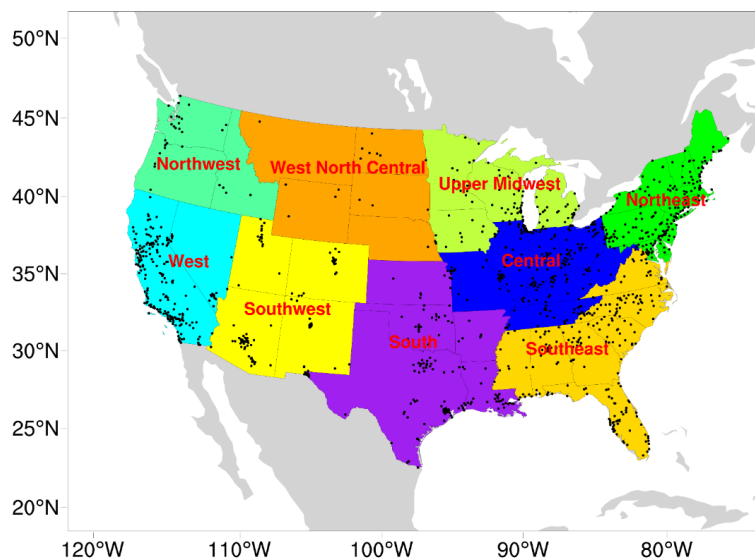 50°N
45°N
40°N
35°N
30°N
25°N
20°N
Northwest
West North Central
Upper Midwest
Northeast
West
Central
Southwest
South
Southeast
120°W
110°W
100°W
90°W
80°W